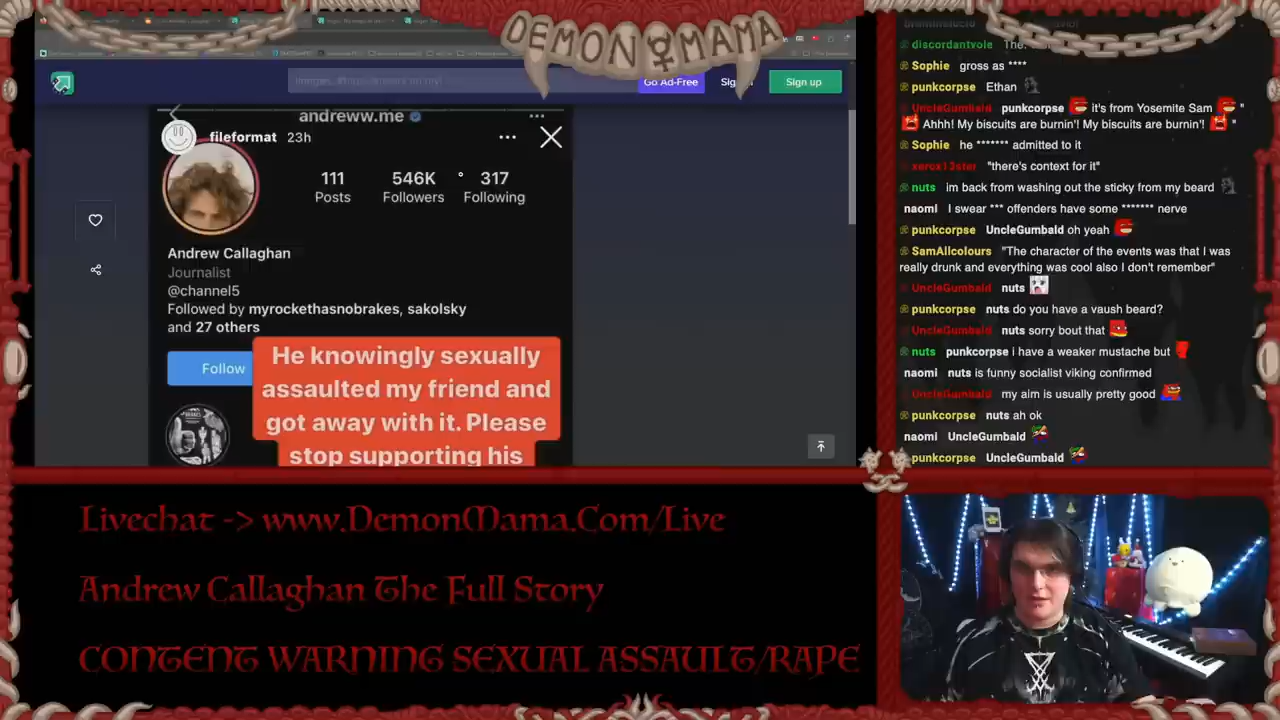 DEMON MAMA
Go Ad-Free
Sign up
andreww.me
fileformat 23h
111
Posts
546K
Followers
317
Following
Andrew Callaghan
Journalist
@channel5
Followed by myrockethasnobrakes, sakolsky
and 27 others
Follow
He knowingly sexually
assaulted my friend and
got away with it. Please
stop supporting his
discordantvole
Sophie gross as ****
punkcorpse Ethan
UncleGumbald punkcorpse it's from Yosemite Sam "
Ahhh! My biscuits are burnin'! My biscuits are burnin'! "
Sophie he ******* admitted to it
xerox13ster "there's context for it"
nuts im back from washing out the sticky from my beard
naomi I swear *** offenders have some ******* nerve
punkcorpse UncleGumbald oh yeah
SamAllcolours "The character of the events was that I was
really drunk and everything was cool also I don't remember"
UncleGumbald nuts
punkcorpse nuts do you have a vaush beard?
UncleGumbald nuts sorry bout that
nuts punkcorpse i have a weaker mustache but
naomi nuts is funny socialist viking confirmed
UncleGumbald my aim is usually pretty good
punkcorpse nuts ah ok
naomi UncleGumbald
punkcorpse UncleGumbald
Livechat -> www.DemonMama.Com/Live
Andrew Callaghan The Full Story
CONTENT WARNING SEXUAL ASSAULT/RAPE